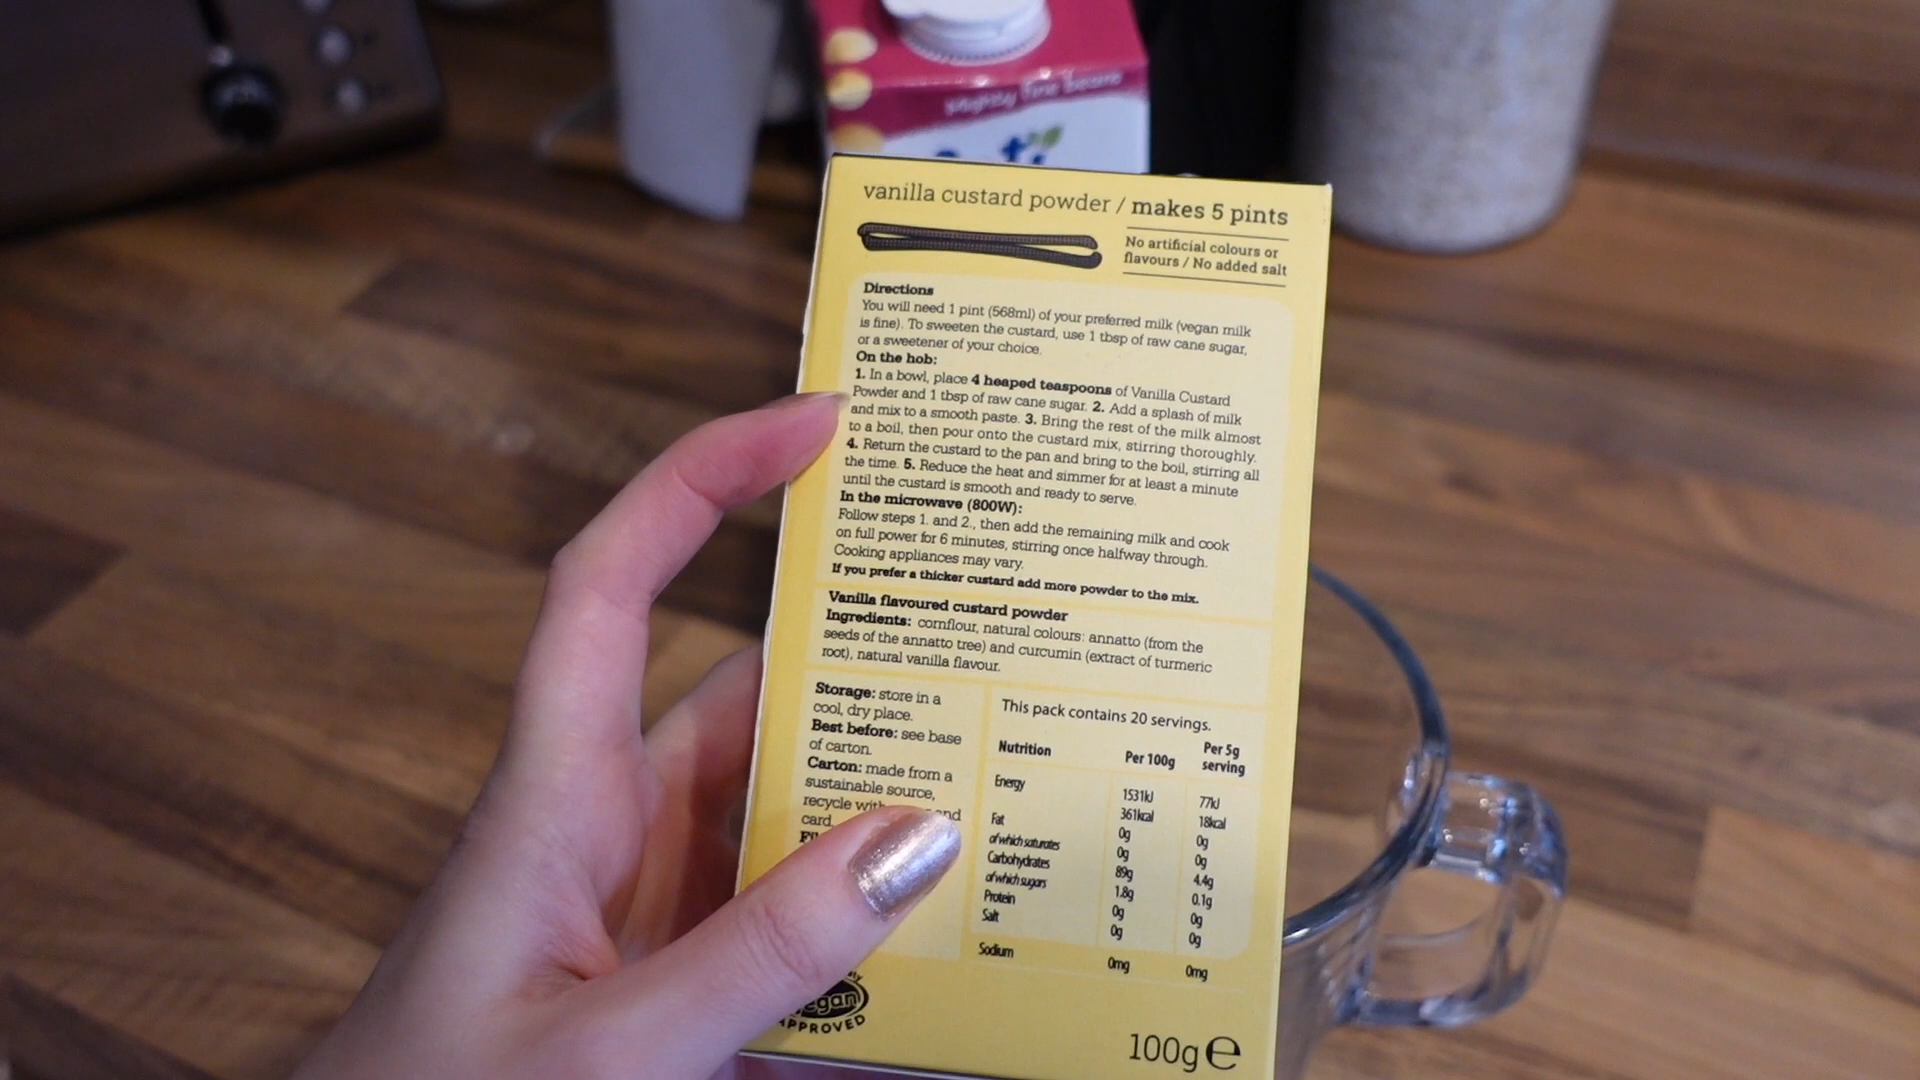 Mighty fine beans
vanilla custard powder / makes 5 pints
No artificial colours or
flavours / No added salt
Directions
You will need 1 pint (568ml) of your preferred milk (vegan milk
is fine). To sweeten the custard, use 1 tbsp of raw cane sugar,
or a sweetener of your choice.
On the hob:
1. In a bowl, place 4 heaped teaspoons of Vanilla Custard
Powder and 1 tbsp of raw cane sugar. 2. Add a splash of milk
and mix to a smooth paste. 3. Bring the rest of the milk almost
to a boil, then pour onto the custard mix, stirring thoroughly.
4. Return the custard to the pan and bring to the boil, stirring all
the time. 5. Reduce the heat and simmer for at least a minute
until the custard is smooth and ready to serve.
In the microwave (800W):
Follow steps 1. and 2., then add the remaining milk and cook
on full power for 6 minutes, stirring once halfway through.
Cooking appliances may vary.
If you prefer a thicker custard add more powder to the mix.
Vanilla flavoured custard powder
Ingredients: cornflour, natural colours: annatto (from the
seeds of the annatto tree) and curcumin (extract of turmeric
root), natural vanilla flavour.
Storage: store in a
cool, dry place.
Best before: see base
of carton.
Carton: made from a
sustainable source,
recycle with
card.
This pack contains 20 servings.
Nutrition Per 100g Per 5g serving
Energy 1531kJ 77kJ
361kcal 18kcal
Fat 0g 0g
of which saturates 0g 0g
Carbohydrates 89g 4.4g
of which sugars 1.8g 0.1g
Protein 0g 0g
Salt 0g 0g
Sodium 0mg 0mg
egan
APPROVED
100g e